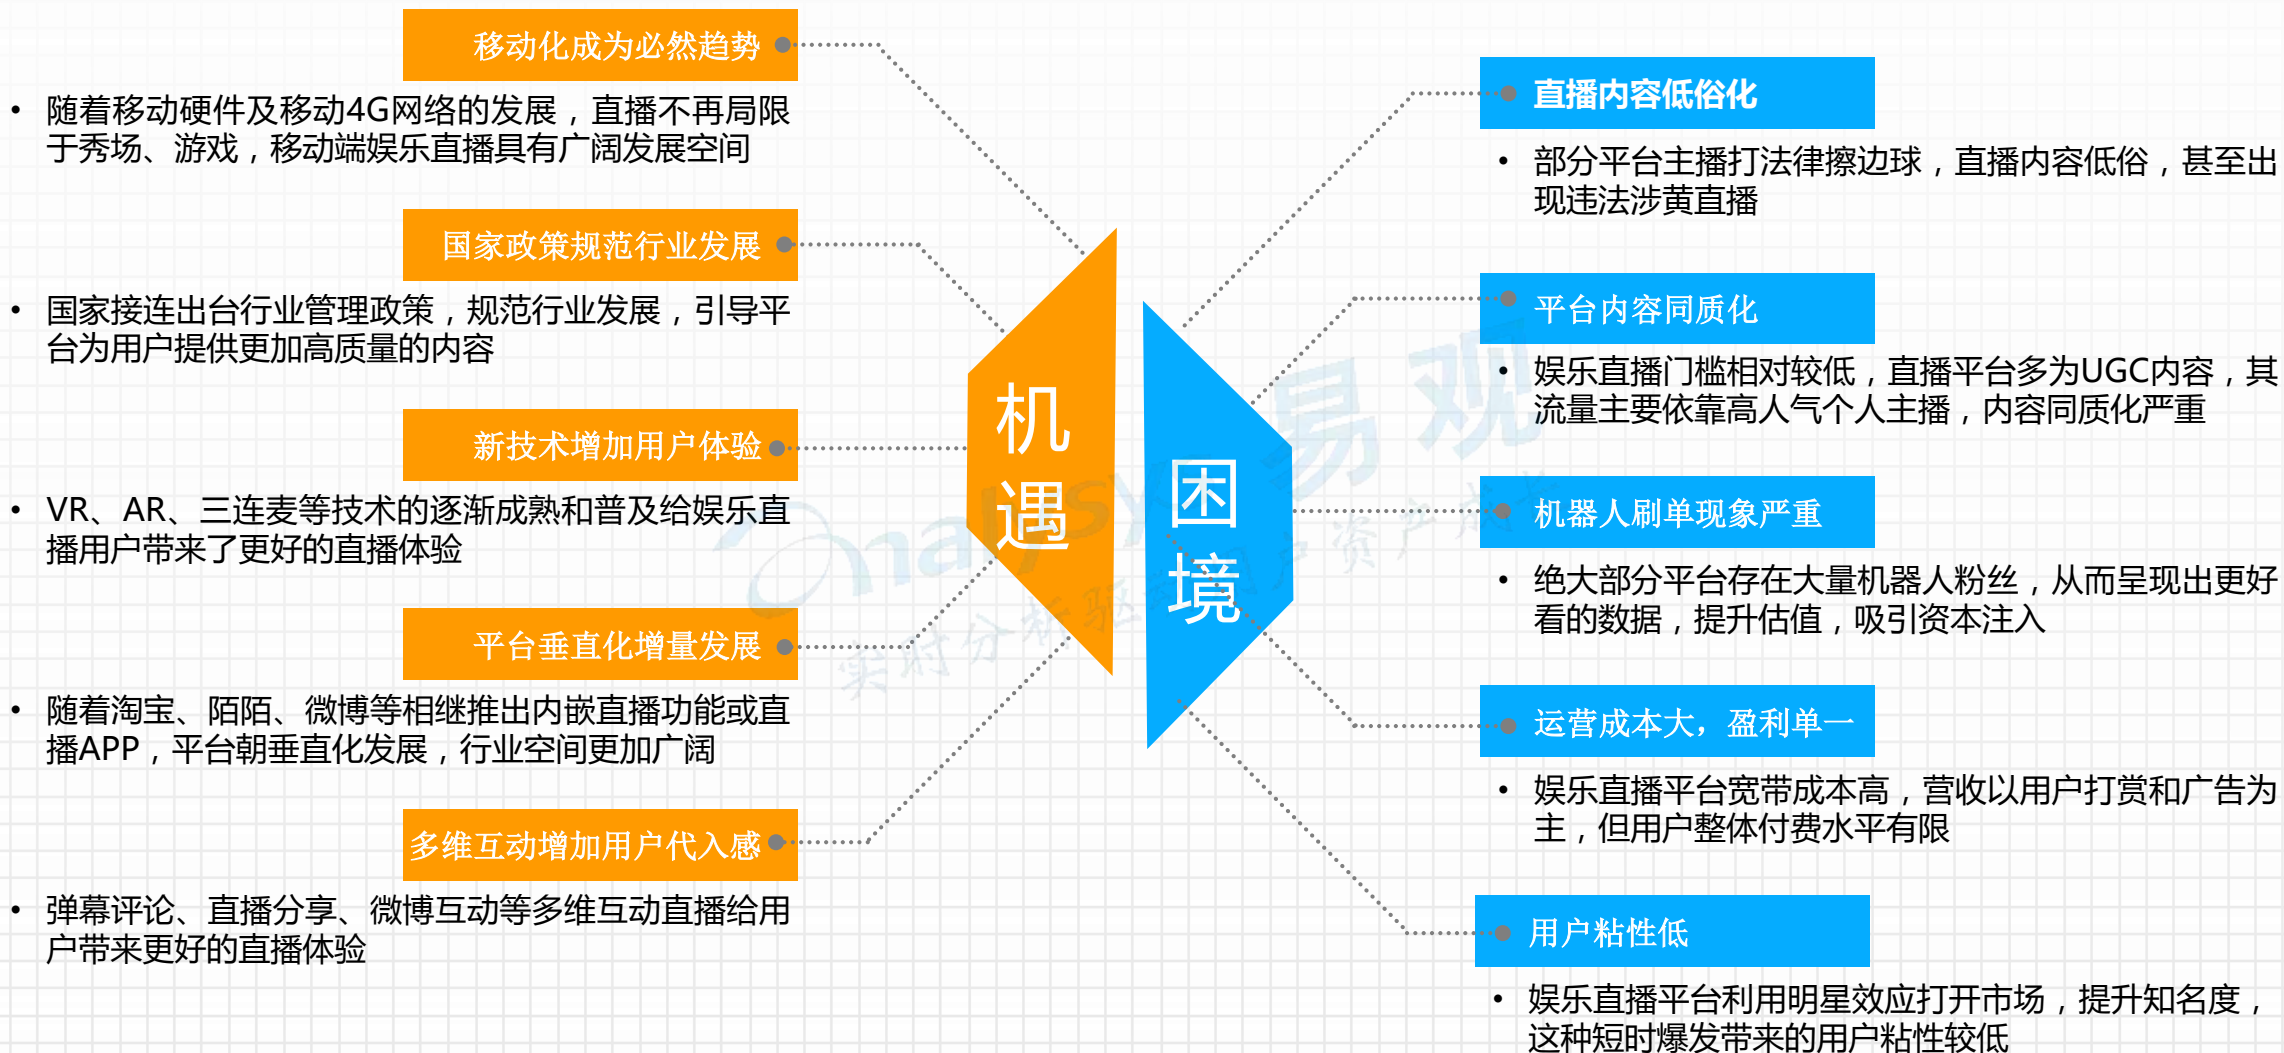 移动化成为必然趋势
• 随着移动硬件及移动4G网络的发展，直播不再局限
于秀场、游戏，移动端娱乐直播具有广阔发展空间
国家政策规范行业发展
• 国家接连出台行业管理政策，规范行业发展，引导平
台为用户提供更加高质量的内容
新技术增加用户体验
• VR、AR、三连麦等技术的逐渐成熟和普及给娱乐直
播用户带来了更好的直播体验
平台垂直化增量发展
• 随着淘宝、陌陌、微博等相继推出内嵌直播功能或直
播APP，平台朝垂直化发展，行业空间更加广阔
多维互动增加用户代入感
• 弹幕评论、直播分享、微博互动等多维互动直播给用
户带来更好的直播体验
机
遇
困
境
直播内容低俗化
• 部分平台主播打法律擦边球，直播内容低俗，甚至出
现违法涉黄直播
平台内容同质化
• 娱乐直播门槛相对较低，直播平台多为UGC内容，其
流量主要依靠高人气个人主播，内容同质化严重
机器人刷单现象严重
• 绝大部分平台存在大量机器人粉丝，从而呈现出更好
看的数据，提升估值，吸引资本注入
运营成本大，盈利单一
• 娱乐直播平台宽带成本高，营收以用户打赏和广告为
主，但用户整体付费水平有限
用户粘性低
• 娱乐直播平台利用明星效应打开市场，提升知名度，
这种短时爆发带来的用户粘性较低
analysys 易观
实时分析驱动用户资产成长